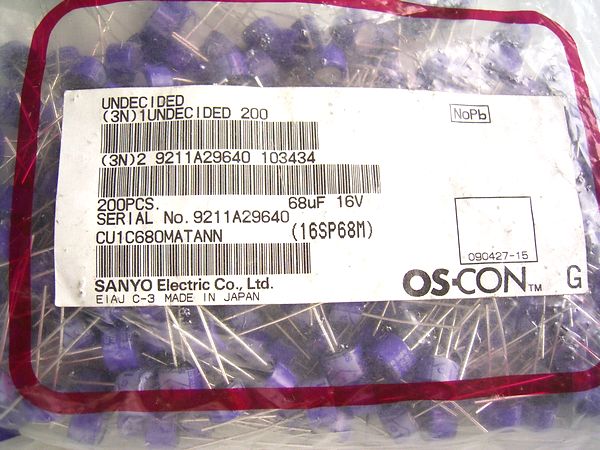 UNDECIDED
(3N)1UNDECIDED 200
NoPb
(3N)2 9211A29640 103434
200PCS. 68uF 16V
SERIAL No.9211A29640
CU1C680MATANN (16SP68M)
090427-15
SANYO Electric Co., Ltd.
OS-CON™ G
EIAJ C-3 MADE IN JAPAN